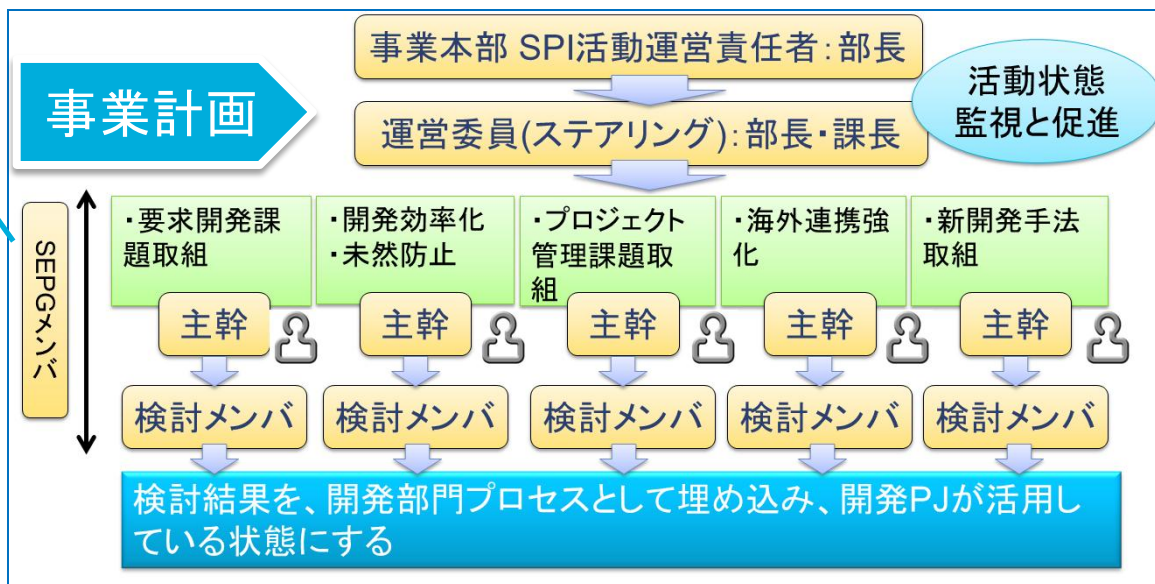 事業本部 SPI活動運営責任者:部長
事業計画
活動状態
監視と促進
運営委員(ステアリング):部長・課長
SEPGメンバ
・要求開発課
題取組
・開発効率化
・未然防止
・プロジェクト
管理課題取
組
・海外連携強
化
・新開発手法
取組
主幹
主幹
主幹
主幹
主幹
検討メンバ
検討メンバ
検討メンバ
検討メンバ
検討メンバ
検討結果を、開発部門プロセスとして埋め込み、開発PJが活用し
ている状態にする